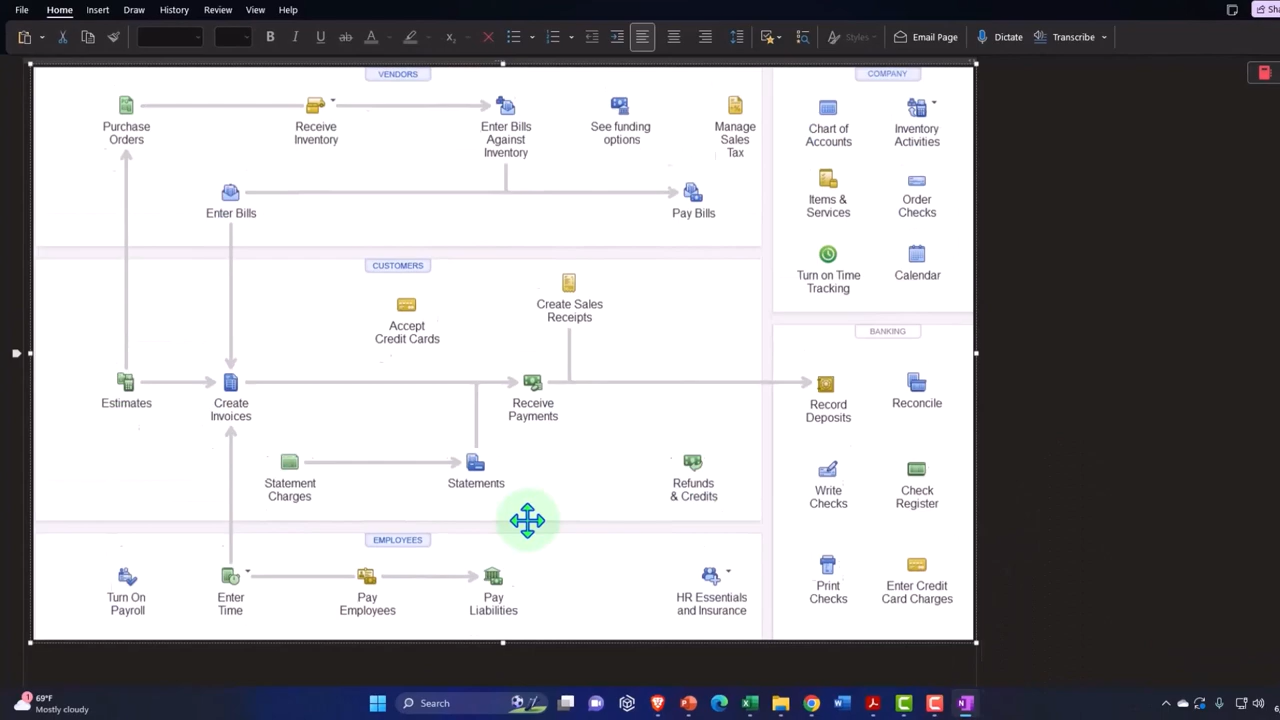 File Home Insert Draw History Review View Help
Sha
B I U ab A Styles Email Page Dictate Transcribe
VENDORS
Purchase
Orders
Receive
Inventory
Enter Bills
Against
Inventory
See funding
options
Manage
Sales
Tax
Enter Bills
Pay Bills
CUSTOMERS
Accept
Credit Cards
Create Sales
Receipts
Estimates
Create
Invoices
Receive
Payments
Statement
Charges
Statements
Refunds
& Credits
EMPLOYEES
Turn On
Payroll
Enter
Time
Pay
Employees
Pay
Liabilities
HR Essentials
and Insurance
COMPANY
Chart of
Accounts
Inventory
Activities
Items &
Services
Order
Checks
Turn on Time
Tracking
Calendar
BANKING
Record
Deposits
Reconcile
Write
Checks
Check
Register
Print
Checks
Enter Credit
Card Charges
1
69°F
Mostly cloudy
Search